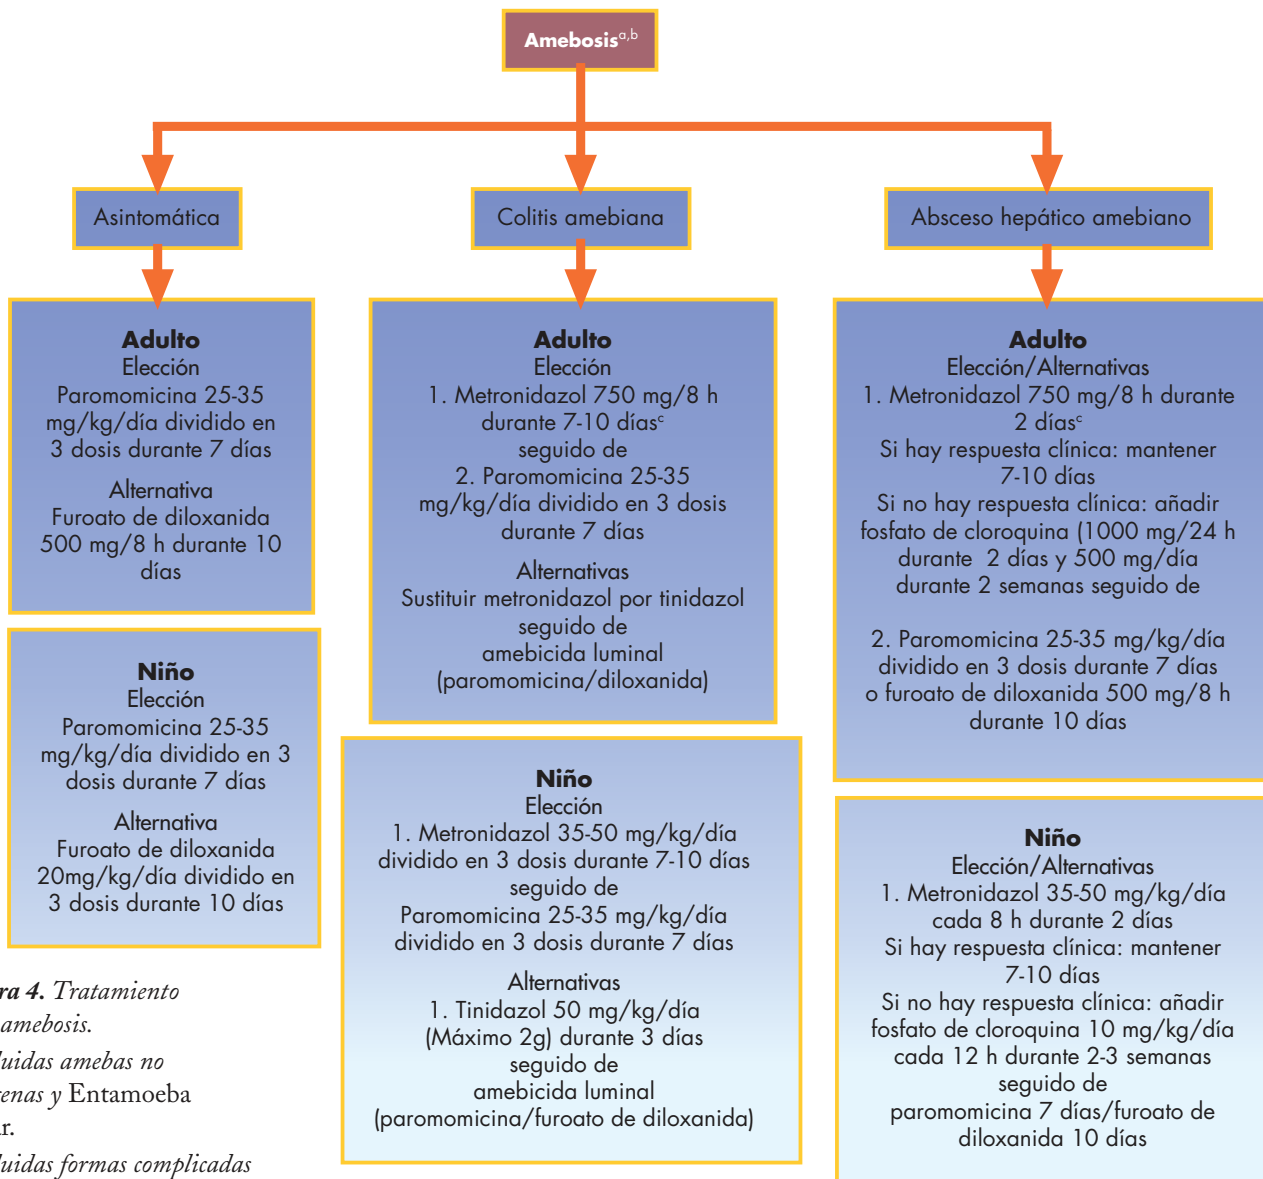 Amebosis^a,b
Asintomática
Colitis amebiana
Absceso hepático amebiano
Adulto
Elección
Paromomicina 25-35
mg/kg/día dividido en
3 dosis durante 7 días
Alternativa
Furoato de diloxanida
500 mg/8 h durante 10
días
Niño
Elección
Paromomicina 25-35
mg/kg/día dividido en 3
dosis durante 7 días
Alternativa
Furoato de diloxanida
20mg/kg/día dividido en
3 dosis durante 10 días
Adulto
Elección
1. Metronidazol 750 mg/8 h
durante 7-10 días^c
seguido de
2. Paromomicina 25-35
mg/kg/día dividido en 3 dosis
durante 7 días
Alternativas
Sustituir metronidazol por tinidazol
seguido de
amebicida luminal
(paromomicina/diloxanida)
Niño
Elección
1. Metronidazol 35-50 mg/kg/día
dividido en 3 dosis durante 7-10 días
seguido de
Paromomicina 25-35 mg/kg/día
dividido en 3 dosis durante 7 días
Alternativas
1. Tinidazol 50 mg/kg/día
(Máximo 2g) durante 3 días
seguido de
amebicida luminal
(paromomicina/furoato de diloxanida)
Adulto
Elección/Alternativas
1. Metronidazol 750 mg/8 h durante
2 días^c
Si hay respuesta clínica: mantener
7-10 días
Si no hay respuesta clínica: añadir
fosfato de cloroquina (1000 mg/24 h
durante 2 días y 500 mg/día
durante 2 semanas seguido de
2. Paromomicina 25-35 mg/kg/día
dividido en 3 dosis durante 7 días
o furoato de diloxanida 500 mg/8 h
durante 10 días
Niño
Elección/Alternativas
1. Metronidazol 35-50 mg/kg/día
cada 8 h durante 2 días
Si hay respuesta clínica: mantener
7-10 días
Si no hay respuesta clínica: añadir
fosfato de cloroquina 10 mg/kg/día
cada 12 h durante 2-3 semanas
seguido de
paromomicina 7 días/furoato de
diloxanida 10 días
ra 4. Tratamiento
amebosis.
luidas amebas no
enas y Entamoeba
r.
luidas formas complicadas